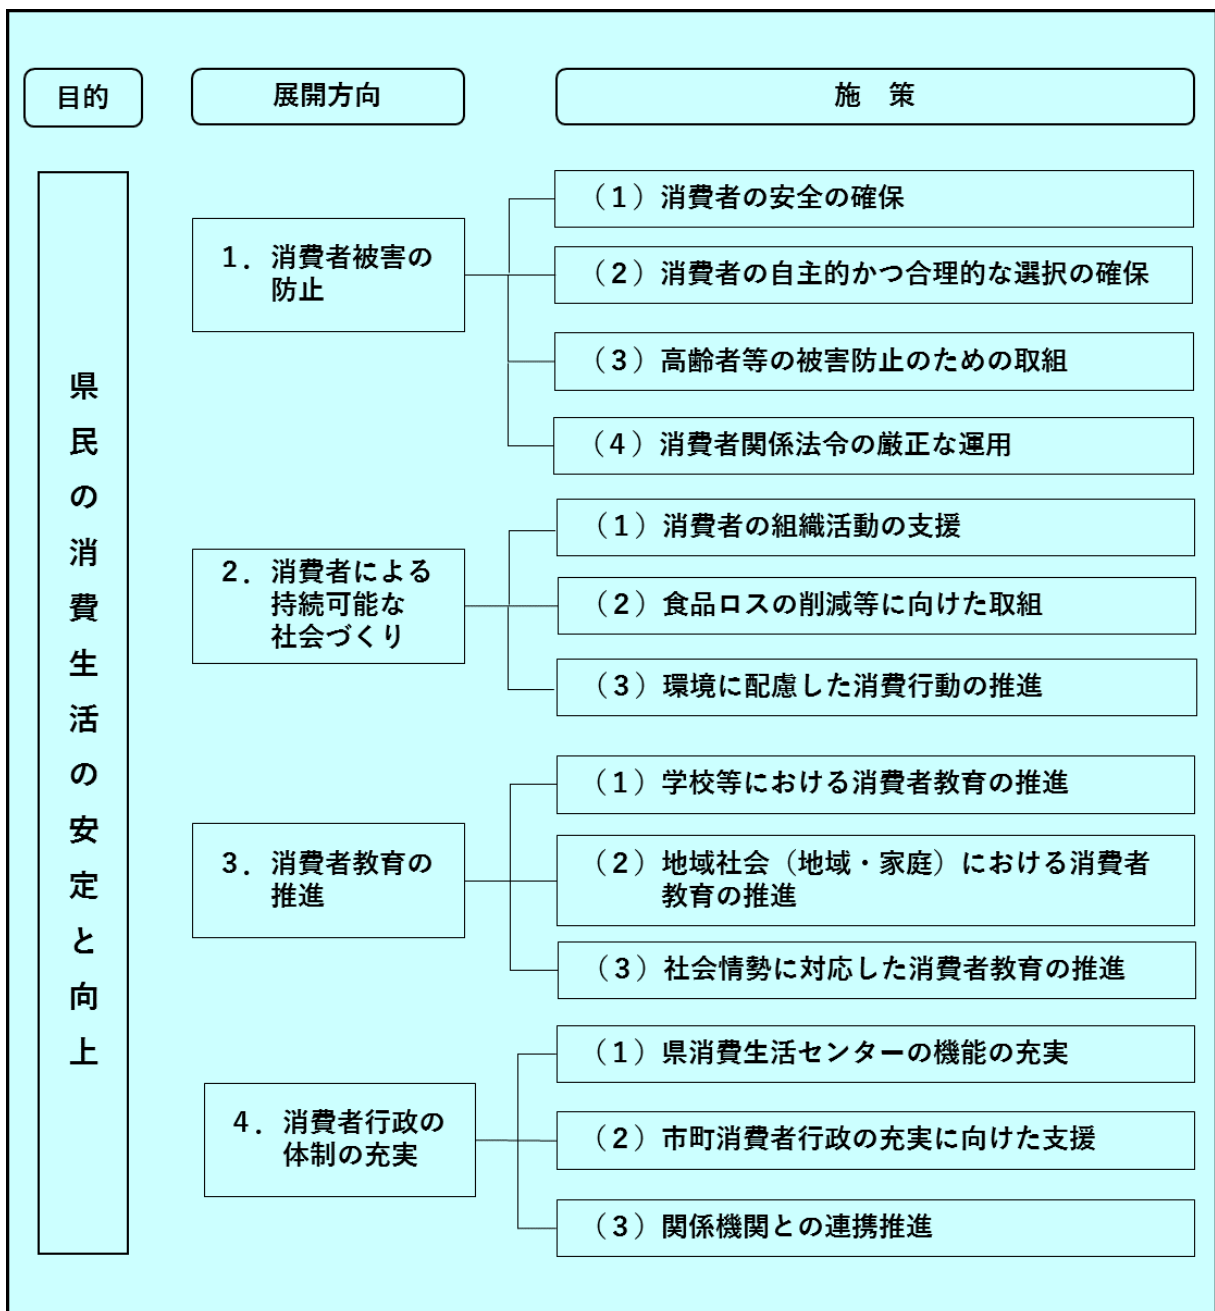 目的
展開方向
施　策
県民の消費生活の安定と向上
１．消費者被害の
防止
（１）消費者の安全の確保
（２）消費者の自主的かつ合理的な選択の確保
（３）高齢者等の被害防止のための取組
（４）消費者関係法令の厳正な運用
２．消費者による
持続可能な
社会づくり
（１）消費者の組織活動の支援
（２）食品ロスの削減等に向けた取組
（３）環境に配慮した消費行動の推進
３．消費者教育の
推進
（１）学校等における消費者教育の推進
（２）地域社会（地域・家庭）における消費者
教育の推進
（３）社会情勢に対応した消費者教育の推進
４．消費者行政の
体制の充実
（１）県消費生活センターの機能の充実
（２）市町消費者行政の充実に向けた支援
（３）関係機関との連携推進